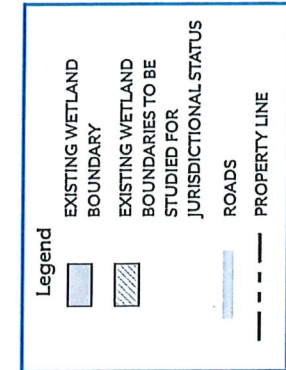 Legend
EXISTING WETLAND
BOUNDARY
EXISTING WETLAND
BOUNDARIES TO BE
STUDIED FOR
JURISDICTIONAL STATUS
ROADS
PROPERTY LINE